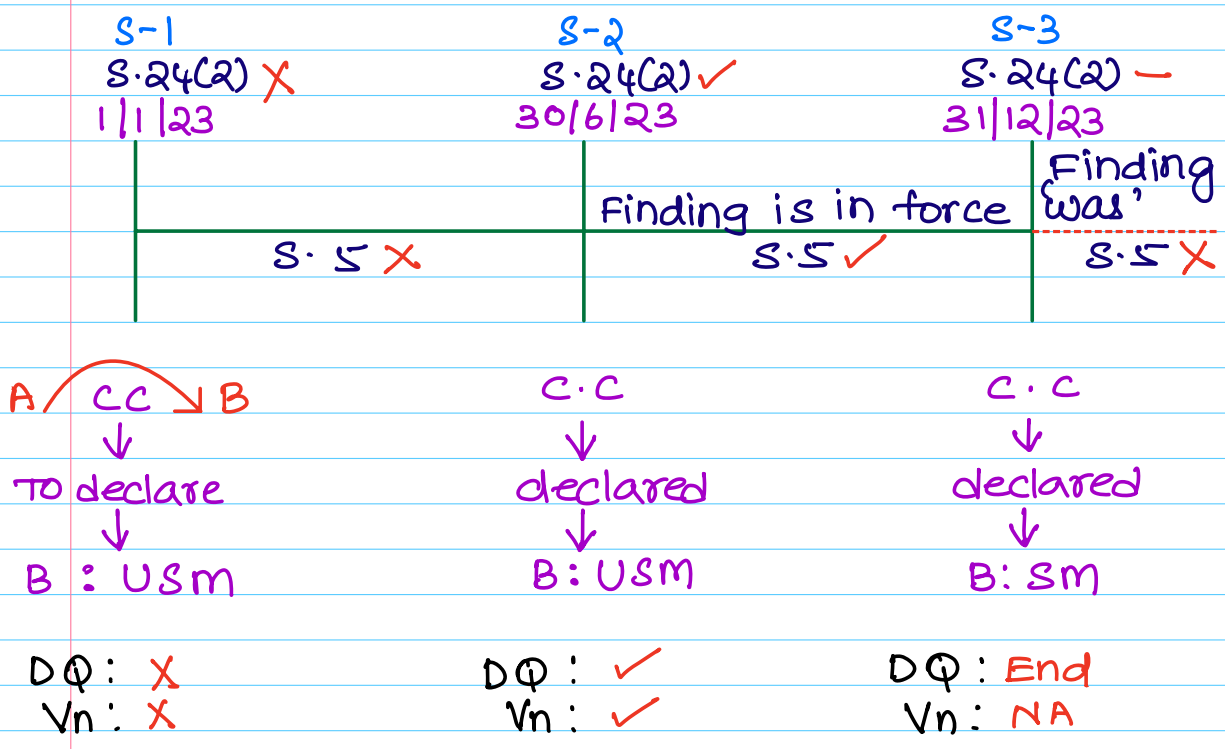 S-1 S-2 S-3
S.24(2) X S.24(2) ✓ S.24(2) –
1/1/23 30/6/23 31/12/23
Finding
Finding is in force 'was'
S.5 X S.5 ✓ S.5 X
A CC B C.C C.C
↓ ↓ ↓
TO declare declared declared
↓ ↓ ↓
B : USM B: USM B: SM
DQ: X DQ: ✓ DQ: End
Vn: X Vn: ✓ Vn: NA